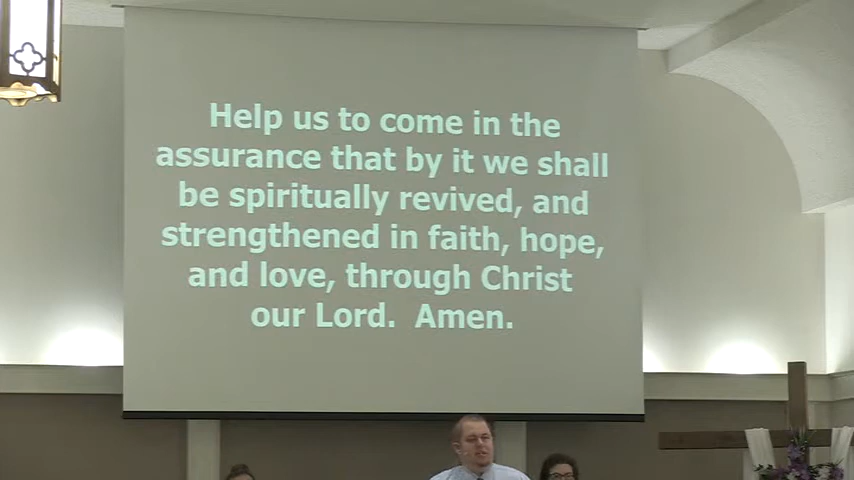 Help us to come in the
assurance that by it we shall
be spiritually revived, and
strengthened in faith, hope,
and love, through Christ
our Lord.  Amen.